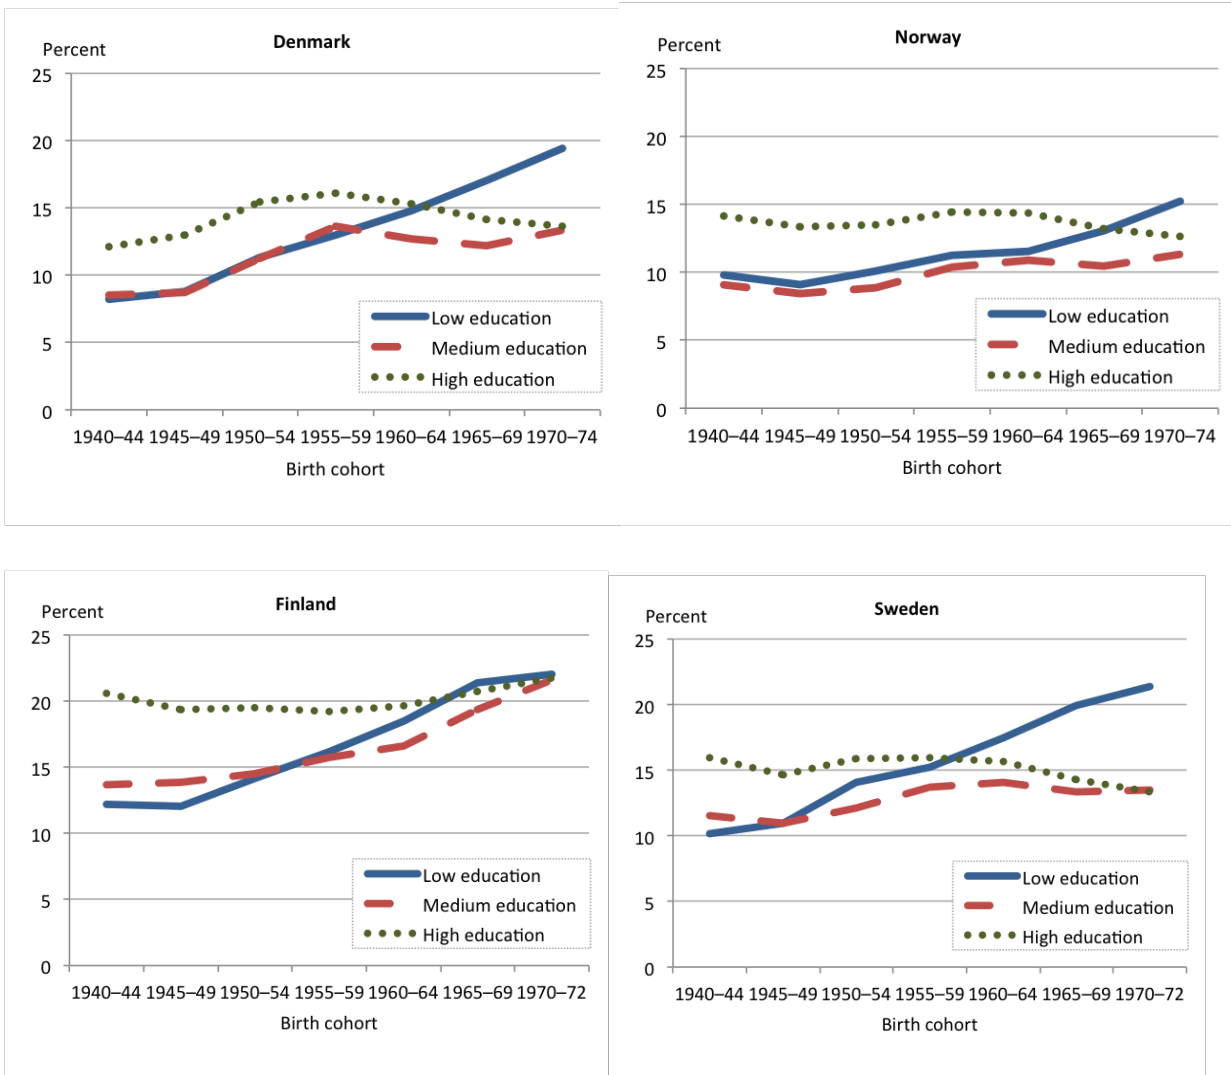 Denmark
Percent
25
20
15
10
5
0
Low education
Medium education
High education
1940–44 1945–49 1950–54 1955–59 1960–64 1965–69 1970–74
Birth cohort
Norway
Percent
25
20
15
10
5
0
Low education
Medium education
High education
1940–44 1945–49 1950–54 1955–59 1960–64 1965–69 1970–74
Birth cohort
Finland
Percent
25
20
15
10
5
0
Low education
Medium education
High education
1940–44 1945–49 1950–54 1955–59 1960–64 1965–69 1970–72
Birth cohort
Sweden
Percent
25
20
15
10
5
0
Low education
Medium education
High education
1940–44 1945–49 1950–54 1955–59 1960–64 1965–69 1970–72
Birth cohort